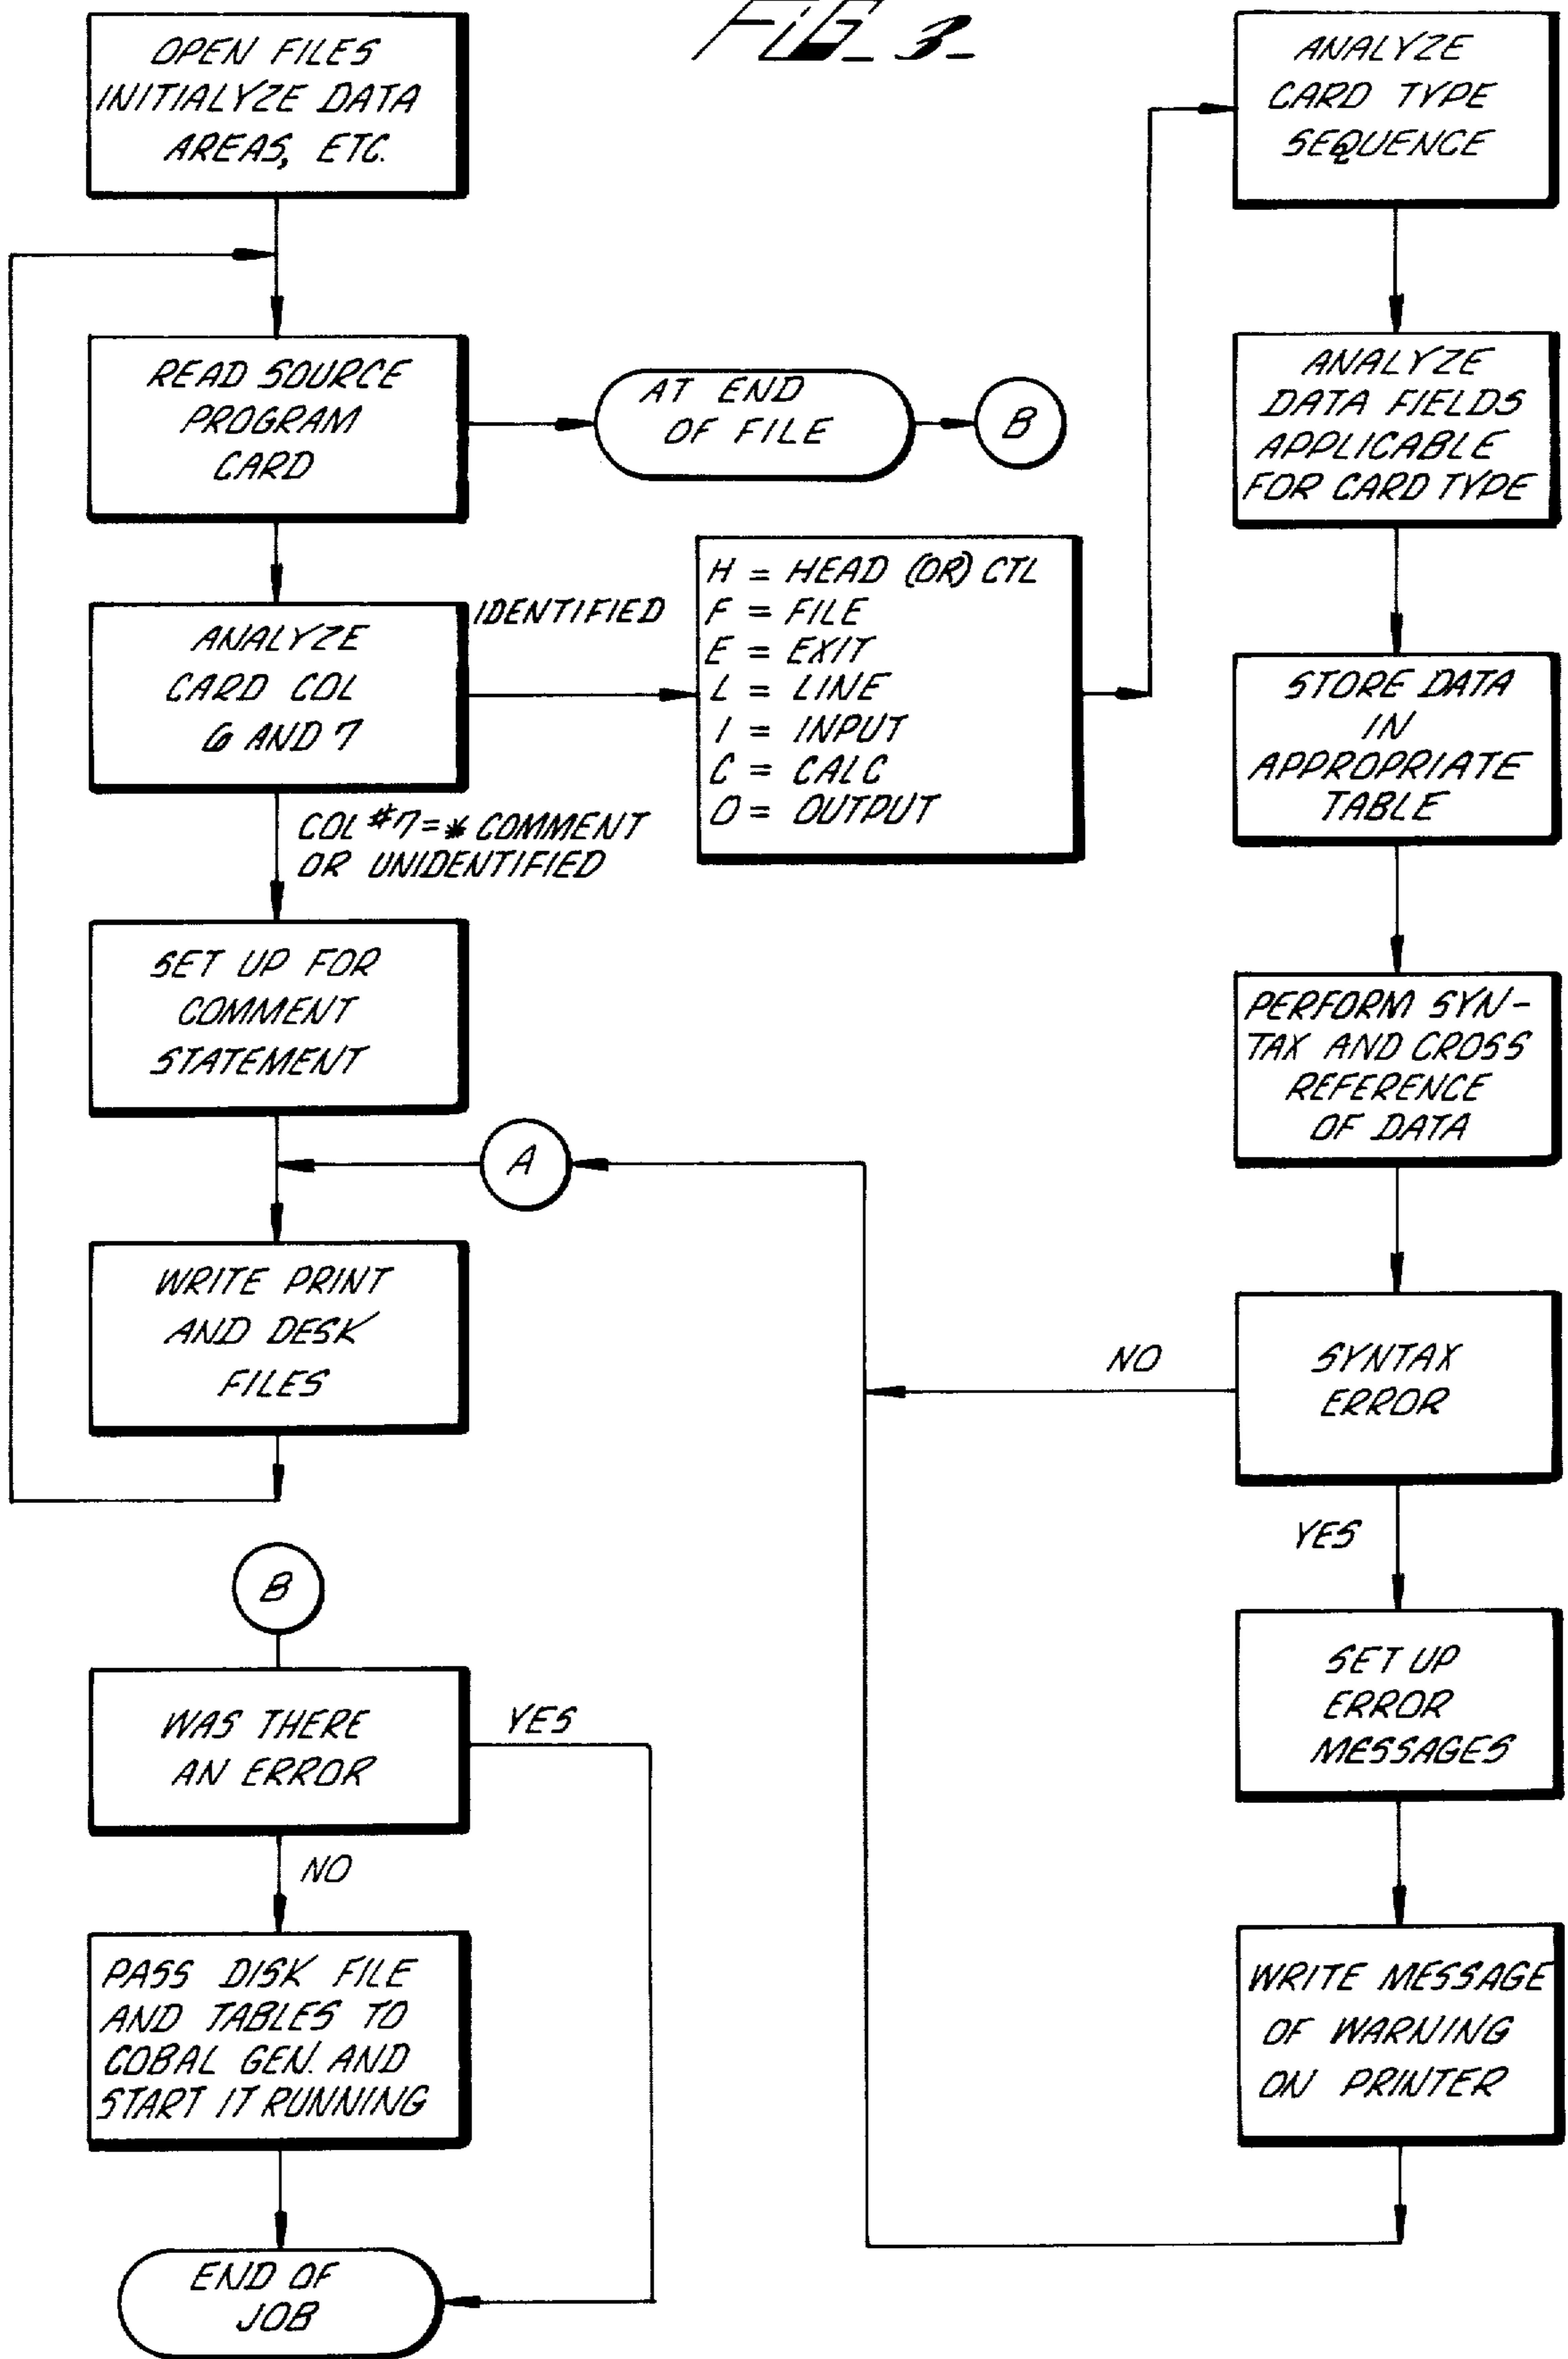 FIG_3_
OPEN FILES
INITIALYZE DATA
AREAS, ETC.
READ SOURCE
PROGRAM
CARD
AT END
OF FILE
B
ANALYZE
CARD COL
6 AND 7
IDENTIFIED
H = HEAD (OR) CTL
F = FILE
E = EXIT
L = LINE
I = INPUT
C = CALC
O = OUTPUT
COL #7=* COMMENT
OR UNIDENTIFIED
SET UP FOR
COMMENT
STATEMENT
A
WRITE PRINT
AND DESK
FILES
B
WAS THERE
AN ERROR
YES
NO
PASS DISK FILE
AND TABLES TO
COBAL GEN. AND
START IT RUNNING
END OF
JOB
ANALYZE
CARD TYPE
SEQUENCE
ANALYZE
DATA FIELDS
APPLICABLE
FOR CARD TYPE
STORE DATA
IN
APPROPRIATE
TABLE
PERFORM SYN-
TAX AND CROSS
REFERENCE
OF DATA
SYNTAX
ERROR
NO
YES
SET UP
ERROR
MESSAGES
WRITE MESSAGE
OF WARNING
ON PRINTER